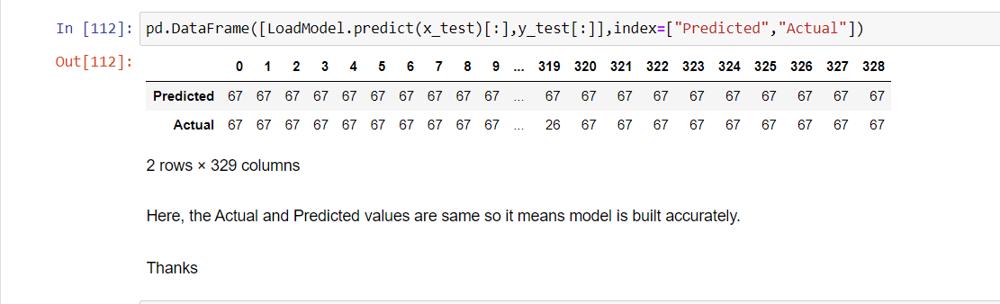 In [112]: pd.DataFrame([LoadModel.predict(x_test)[:],y_test[:]],index=["Predicted","Actual"])
Out[112]:
0 1 2 3 4 5 6 7 8 9 ... 319 320 321 322 323 324 325 326 327 328
Predicted 67 67 67 67 67 67 67 67 67 67 ... 67 67 67 67 67 67 67 67 67 67
Actual 67 67 67 67 67 67 67 67 67 67 ... 26 67 67 67 67 67 67 67 67 67
2 rows × 329 columns
Here, the Actual and Predicted values are same so it means model is built accurately.
Thanks